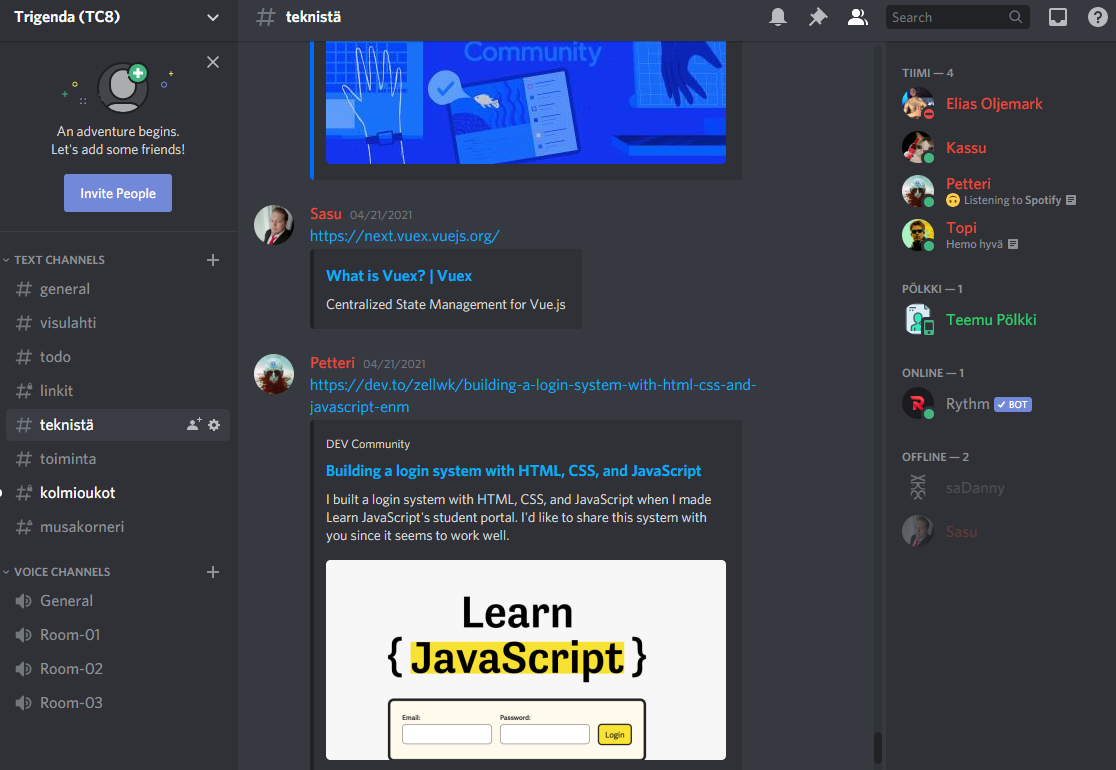 Trigenda (TC8)
An adventure begins.
Let's add some friends!
Invite People
TEXT CHANNELS
general
visulahti
todo
linkit
teknistä
toiminta
kolmioukot
musakorneri
VOICE CHANNELS
General
Room-01
Room-02
Room-03
teknistä
Search
Community
Sasu 04/21/2021
https://next.vuex.vuejs.org/
What is Vuex? | Vuex
Centralized State Management for Vue.js
Petteri 04/21/2021
https://dev.to/zellwk/building-a-login-system-with-html-css-and-
javascript-enm
DEV Community
Building a login system with HTML, CSS, and JavaScript
I built a login system with HTML, CSS, and JavaScript when I made
Learn JavaScript's student portal. I'd like to share this system with
you since it seems to work well.
Learn
{ JavaScript }
Email: Password:
Login
TIIMI — 4
Elias Oljemark
Kassu
Petteri
Listening to Spotify
Topi
Hemo hyvä
PÖLKKI — 1
Teemu Pölkki
ONLINE — 1
Rythm BOT
OFFLINE — 2
saDanny
Sasu